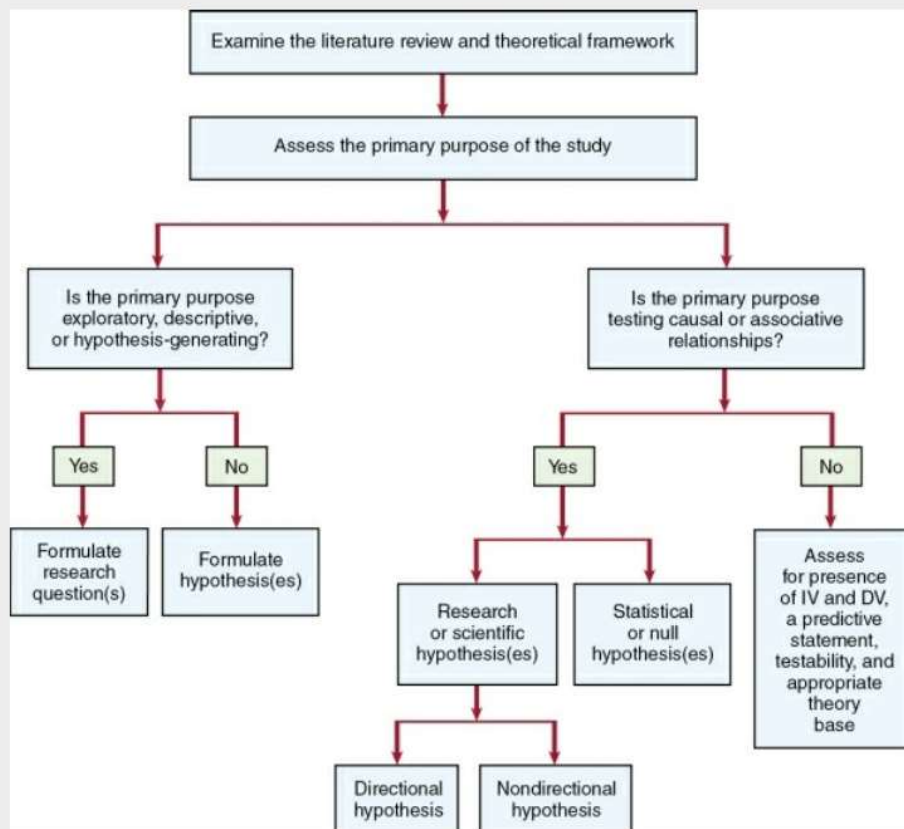 Examine the literature review and theoretical framework
Assess the primary purpose of the study
Is the primary purpose
exploratory, descriptive,
or hypothesis-generating?
Is the primary purpose
testing causal or associative
relationships?
Yes
No
Yes
No
Formulate
research
question(s)
Formulate
hypothesis(es)
Research
or scientific
hypothesis(es)
Statistical
or null
hypothesis(es)
Assess
for presence
of IV and DV,
a predictive
statement,
testability, and
appropriate
theory
base
Directional
hypothesis
Nondirectional
hypothesis